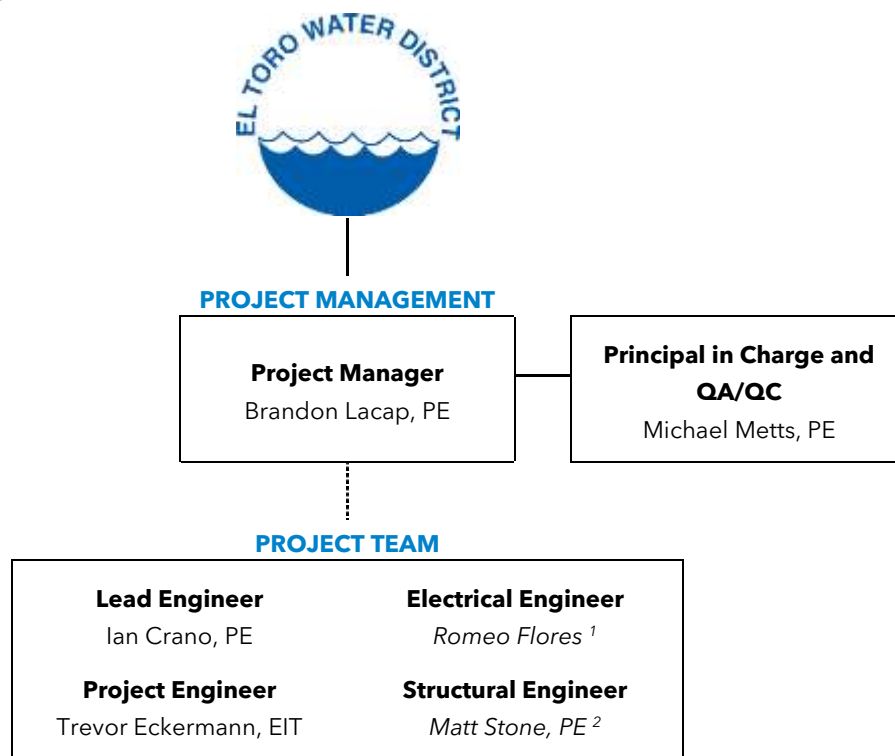 EL TORO WATER DISTRICT
PROJECT MANAGEMENT
Project Manager
Brandon Lacap, PE
Principal in Charge and
QA/QC
Michael Metts, PE
PROJECT TEAM
Lead Engineer
Ian Crano, PE
Electrical Engineer
Romeo Flores ¹
Project Engineer
Trevor Eckermann, EIT
Structural Engineer
Matt Stone, PE ²